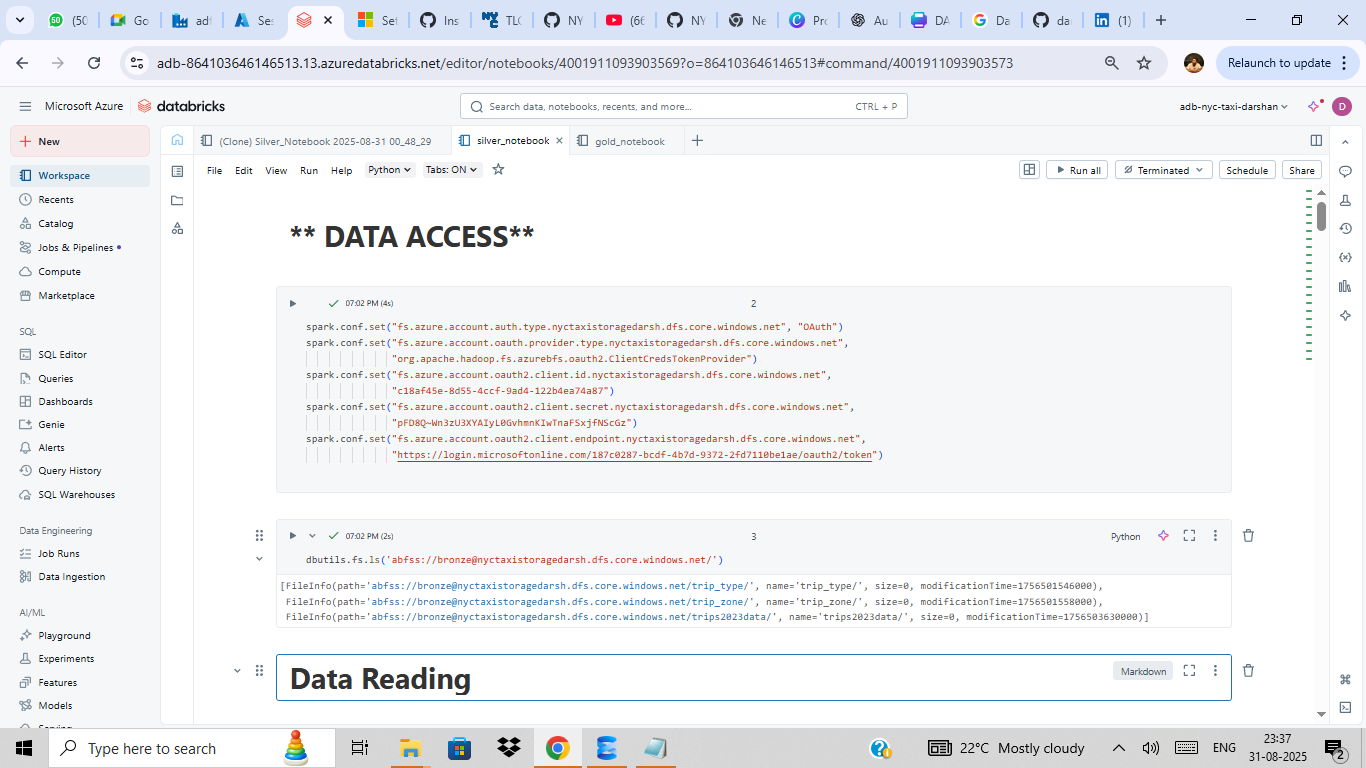 (50
Go
adf
Ses
Set
Ins
TLC
NY
(66
NY
Ne
Pro
Au
DA
Da
da
(1)
adb-864103646146513.13.azuredatabricks.net/editor/notebooks/4001911093903569?o=864103646146513#command/4001911093903573
Relaunch to update
Microsoft Azure
databricks
Search data, notebooks, recents, and more...
CTRL + P
adb-nyc-taxi-darshan
D
New
Workspace
Recents
Catalog
Jobs & Pipelines
Compute
Marketplace
SQL
SQL Editor
Queries
Dashboards
Genie
Alerts
Query History
SQL Warehouses
Data Engineering
Job Runs
Data Ingestion
AI/ML
Playground
Experiments
Features
Models
Serving
(Clone) Silver_Notebook 2025-08-31 00_48_29
silver_notebook
gold_notebook
File Edit View Run Help Python Tabs: ON
Run all
Terminated
Schedule
Share
** DATA ACCESS**
07:02 PM (4s)
2
spark.conf.set("fs.azure.account.auth.type.nyctaxistoragedarsh.dfs.core.windows.net", "OAuth")
spark.conf.set("fs.azure.account.oauth.provider.type.nyctaxistoragedarsh.dfs.core.windows.net",
"org.apache.hadoop.fs.azurebfs.oauth2.ClientCredsTokenProvider")
spark.conf.set("fs.azure.account.oauth2.client.id.nyctaxistoragedarsh.dfs.core.windows.net",
"c18af45e-8d55-4ccf-9ad4-122b4ea74a87")
spark.conf.set("fs.azure.account.oauth2.client.secret.nyctaxistoragedarsh.dfs.core.windows.net",
"pFD8Q~Wn3zU3XYAIyL0GvhmnKIwTnaFSxjfNScGz")
spark.conf.set("fs.azure.account.oauth2.client.endpoint.nyctaxistoragedarsh.dfs.core.windows.net",
"https://login.microsoftonline.com/187c0287-bcdf-4b7d-9372-2fd7110be1ae/oauth2/token")
07:02 PM (2s)
3
Python
dbutils.fs.ls('abfss://bronze@nyctaxistoragedarsh.dfs.core.windows.net/')
[FileInfo(path='abfss://bronze@nyctaxistoragedarsh.dfs.core.windows.net/trip_type/', name='trip_type/', size=0, modificationTime=1756501546000),
FileInfo(path='abfss://bronze@nyctaxistoragedarsh.dfs.core.windows.net/trip_zone/', name='trip_zone/', size=0, modificationTime=1756501558000),
FileInfo(path='abfss://bronze@nyctaxistoragedarsh.dfs.core.windows.net/trips2023data/', name='trips2023data/', size=0, modificationTime=1756503630000)]
Data Reading
Markdown
Type here to search
22°C Mostly cloudy
ENG
23:37
31-08-2025
2